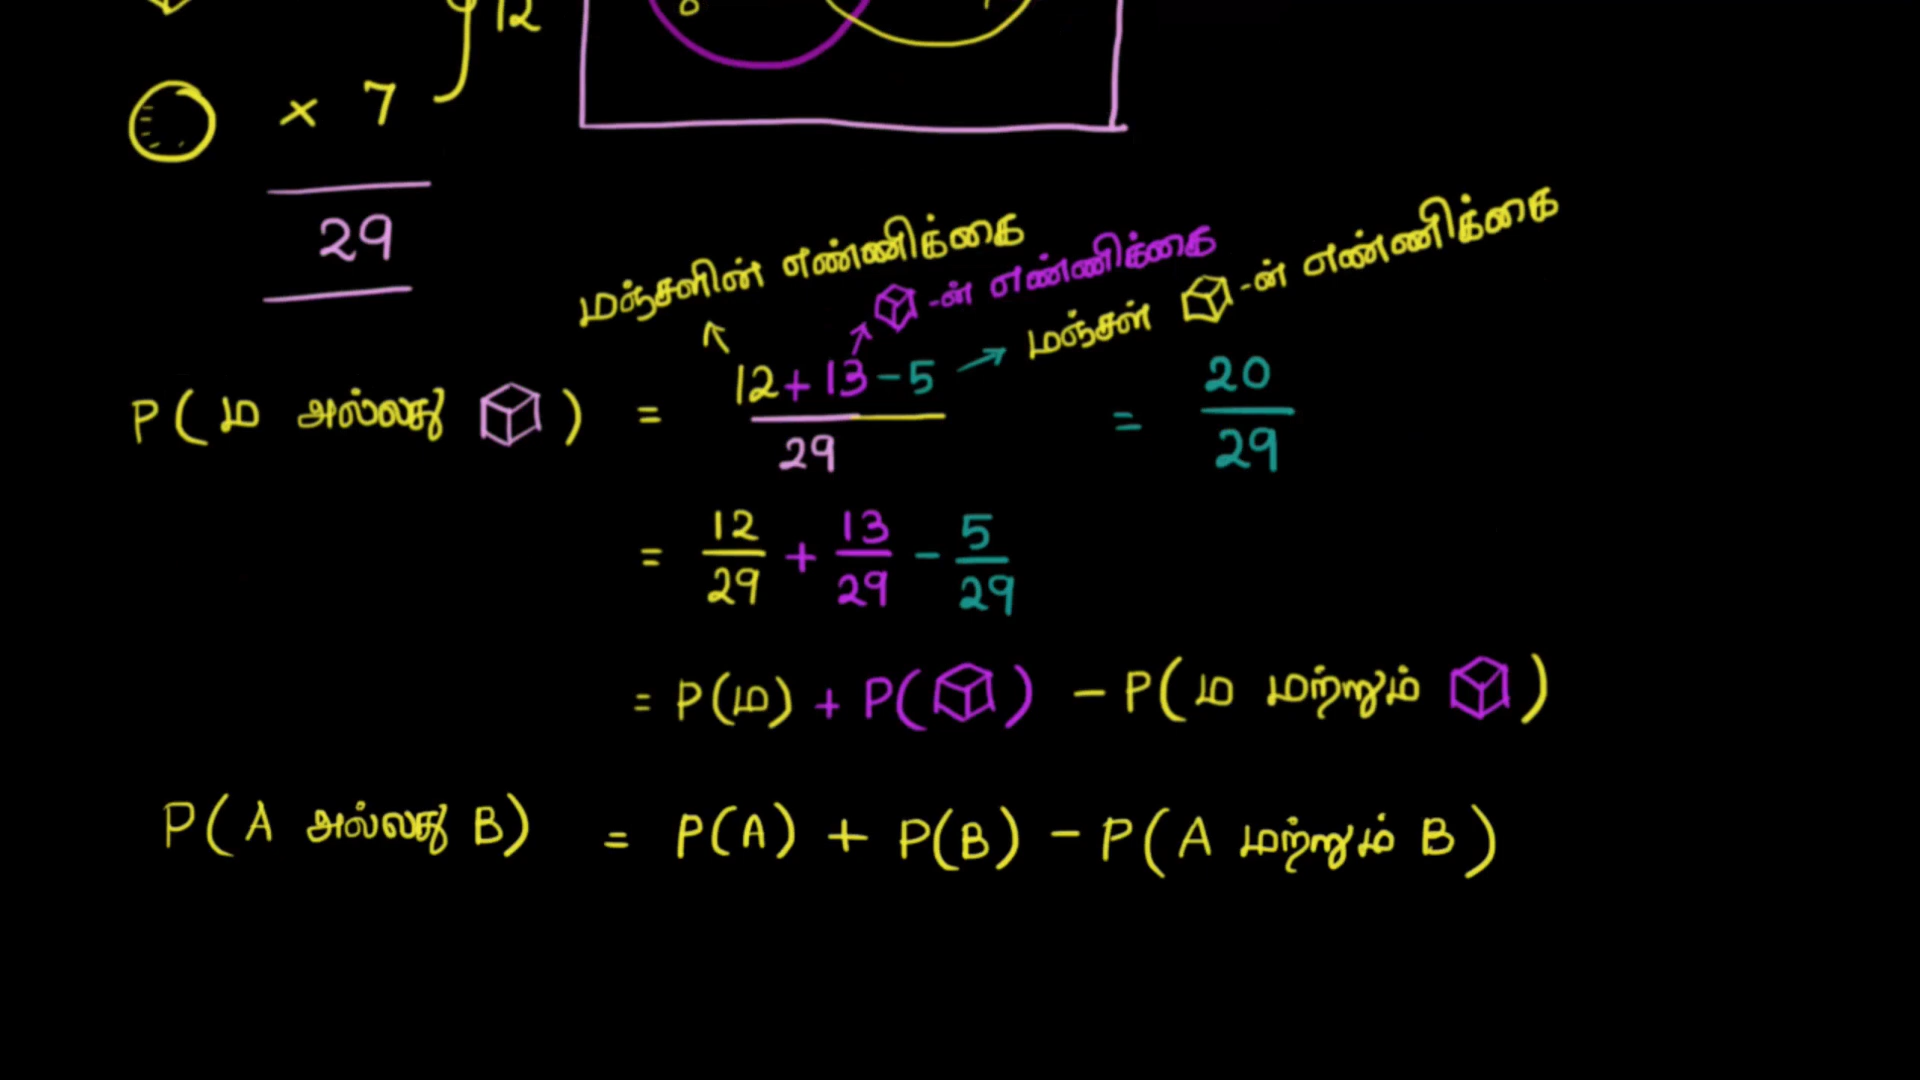 12
8
× 7
29
மஞ்சளின் எண்ணிக்கை
-ன் எண்ணிக்கை
மஞ்சள் -ன் எண்ணிக்கை
P( ம அல்லது ) = 12 + 13 - 5 / 29 = 20 / 29
= 12/29 + 13/29 - 5/29
= P(ம) + P( ) - P( ம மற்றும் )
P( A அல்லது B ) = P(A) + P(B) - P( A மற்றும் B )